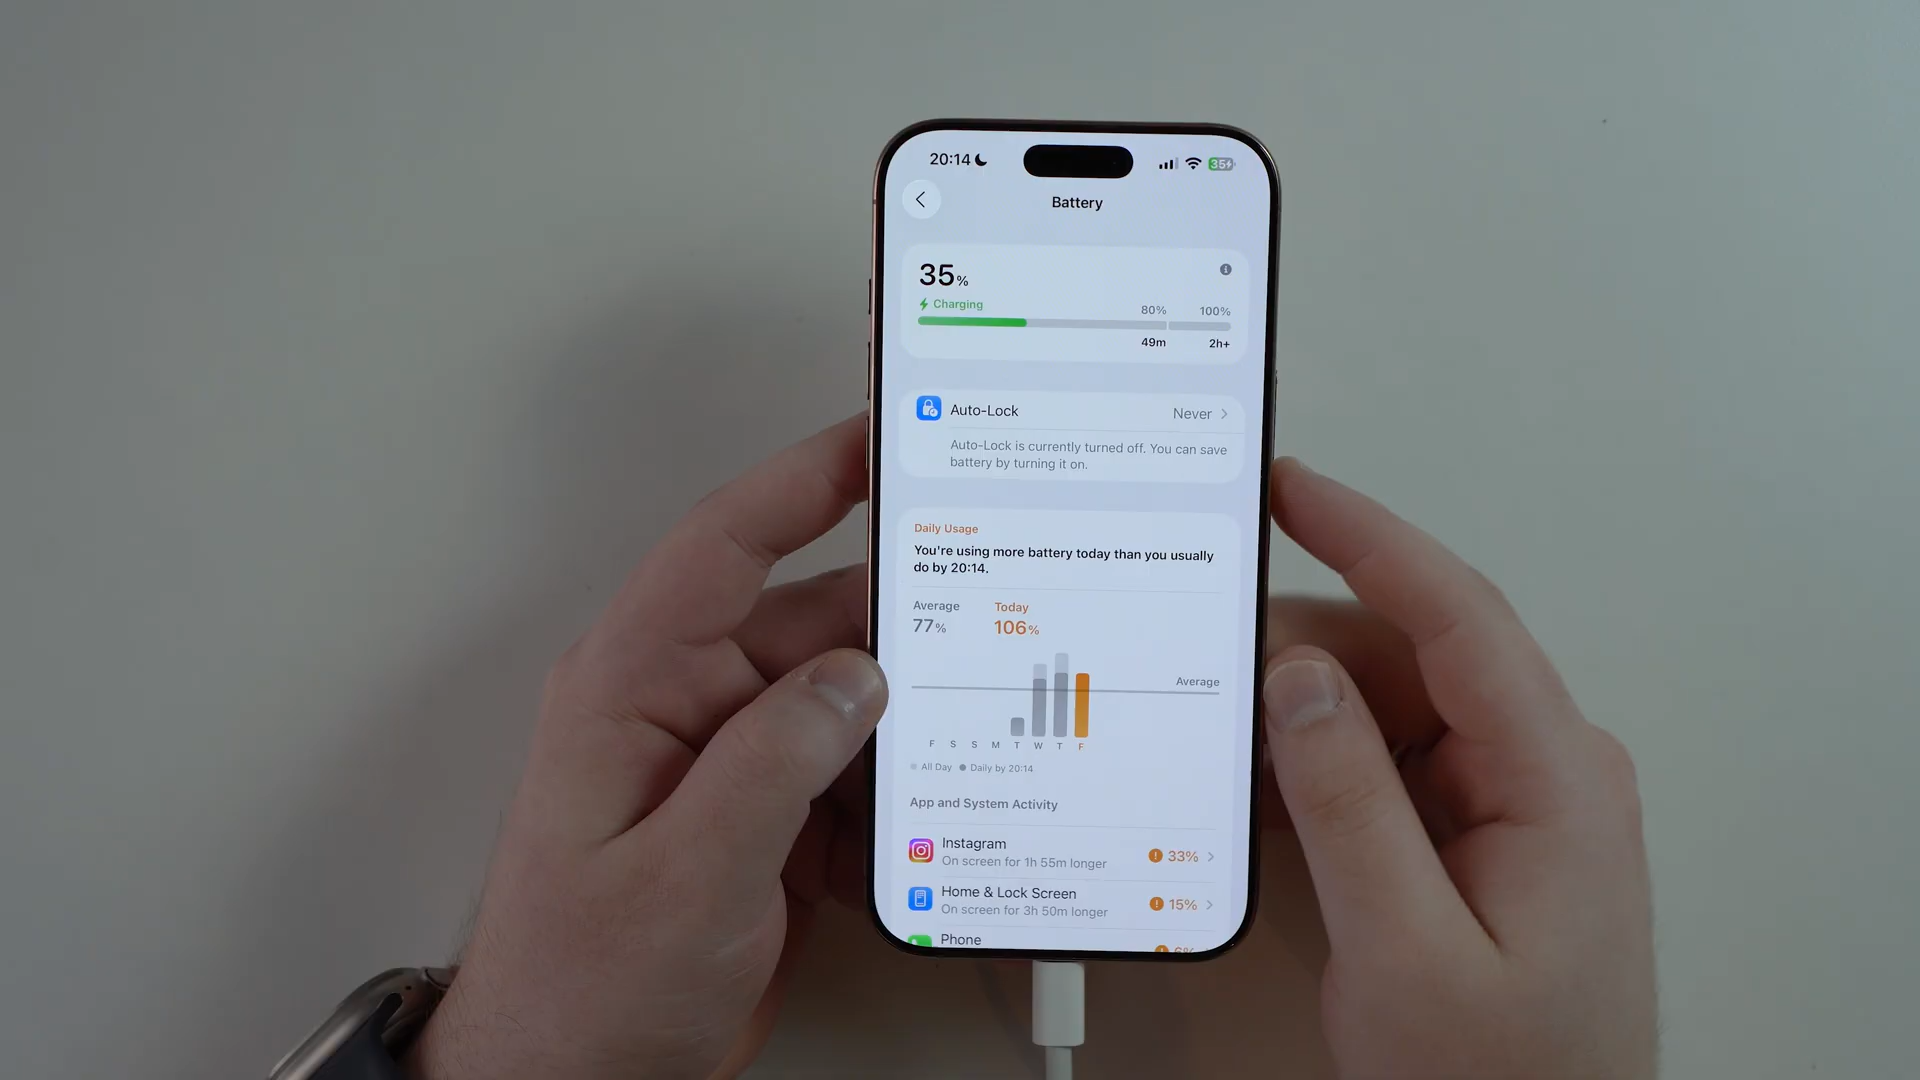 20:14
35
Battery
35%
Charging
80%
100%
49m
2h+
Auto-Lock
Never
Auto-Lock is currently turned off. You can save
battery by turning it on.
Daily Usage
You're using more battery today than you usually
do by 20:14.
Average
Today
77%
106%
Average
F S S M T W T F
All Day
Daily by 20:14
App and System Activity
Instagram
On screen for 1h 55m longer
33%
Home & Lock Screen
On screen for 3h 50m longer
15%
Phone
6%